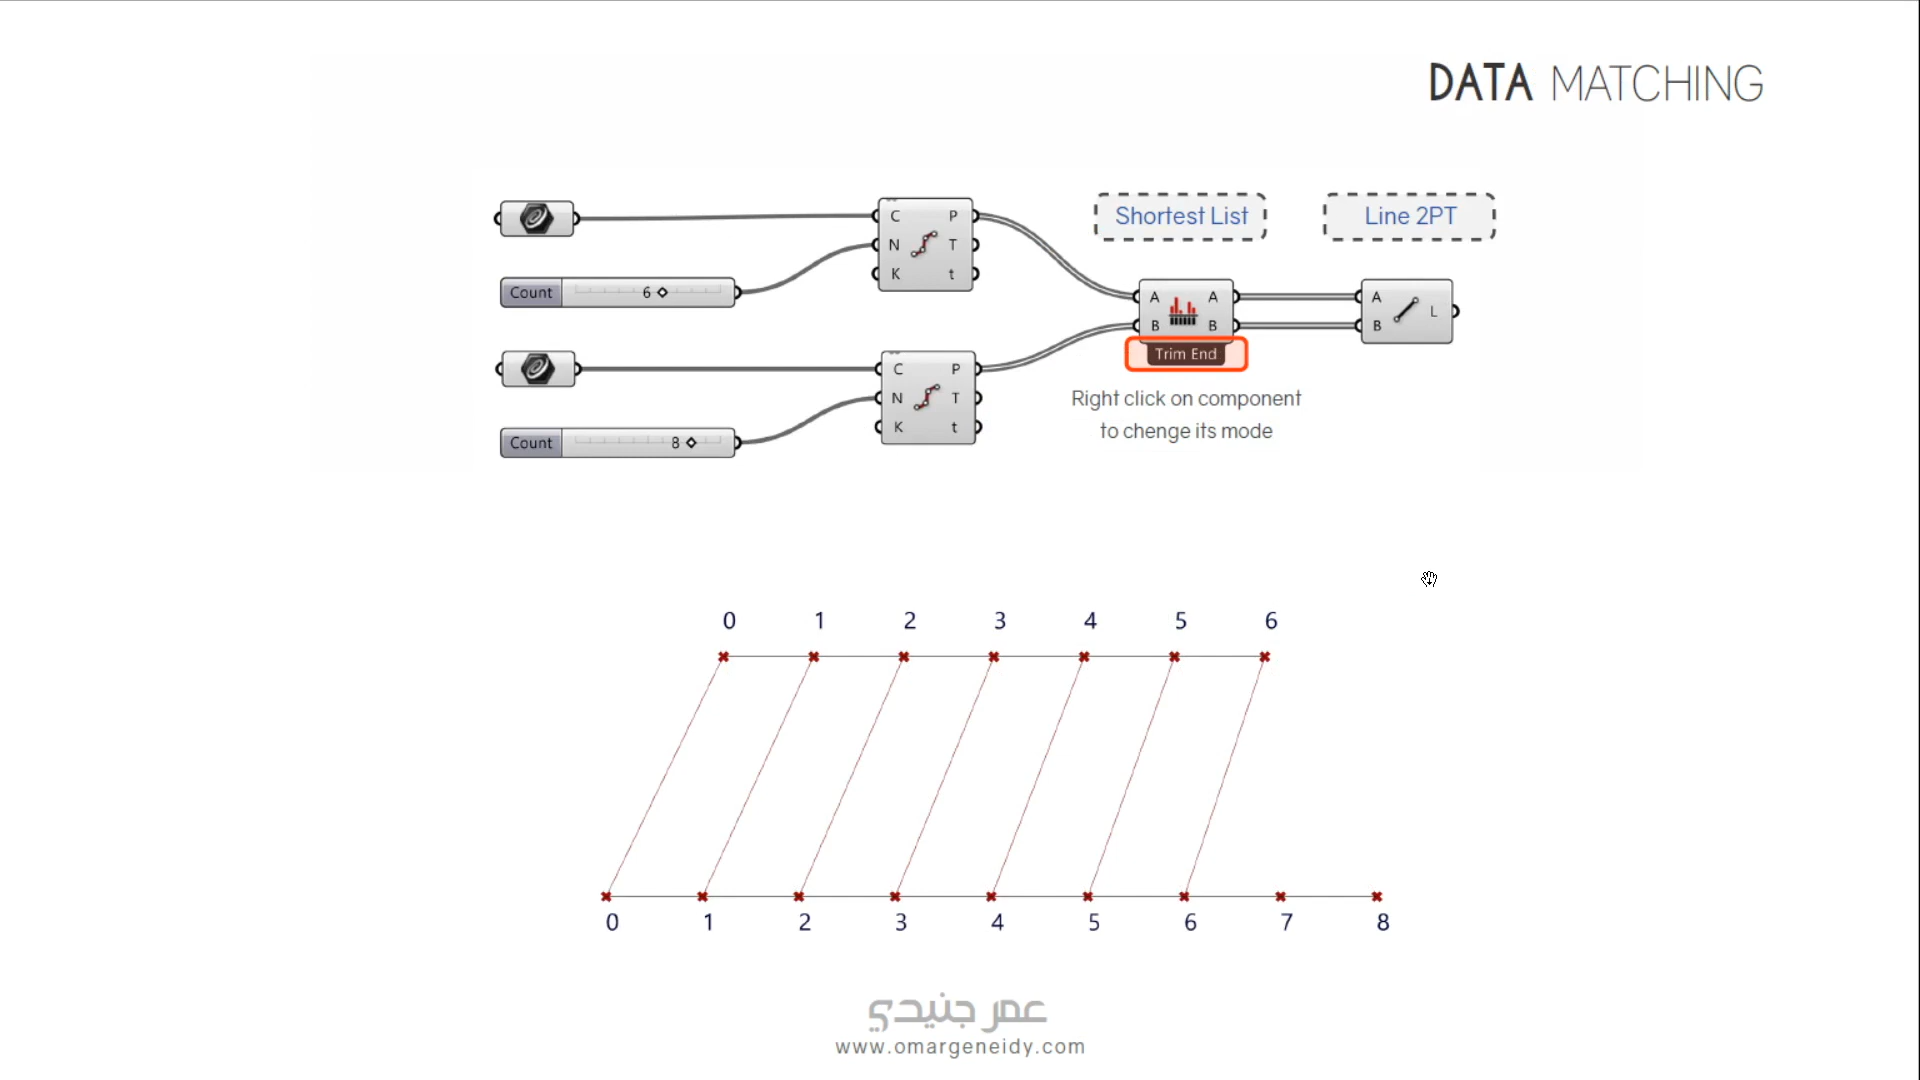 DATA MATCHING
Shortest List
Line 2PT
C P
N T
K t
Count 6
A A
B B
Trim End
A L
B
C P
N T
K t
Count 8
Right click on component
to chenge its mode
0 1 2 3 4 5 6
0 1 2 3 4 5 6 7 8
عمر جنيدي
www.omargeneidy.com